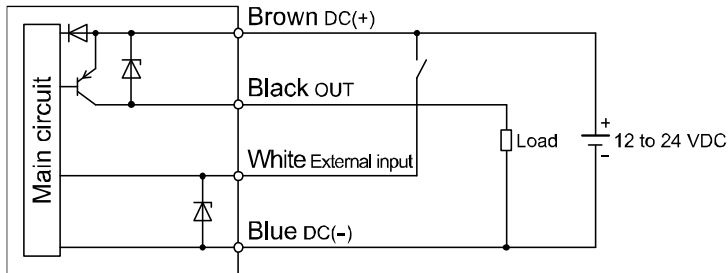 Brown DC(+)
Main circuit
Black OUT
White External input
Load
+
−
12 to 24 VDC
Blue DC(−)